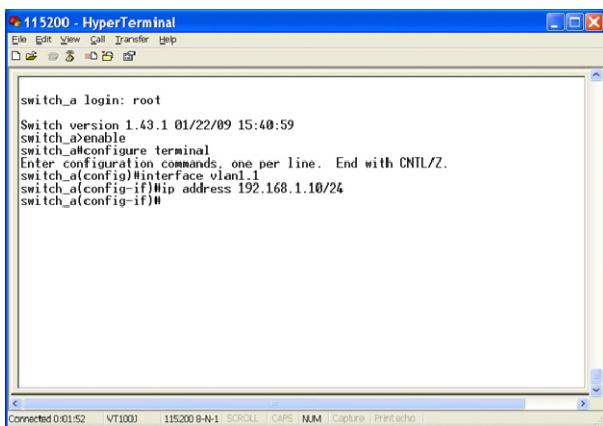 115200 - HyperTerminal
File Edit View Call Transfer Help
switch_a login: root
Switch version 1.43.1 01/22/09 15:40:59
switch_a>enable
switch_a#configure terminal
Enter configuration commands, one per line. End with CNTL/Z.
switch_a(config)#interface vlan1.1
switch_a(config-if)#ip address 192.168.1.10/24
switch_a(config-if)#
Connected 0:01:52 VT100J 115200 8-N-1 SCROLL CAPS NUM Capture Print echo